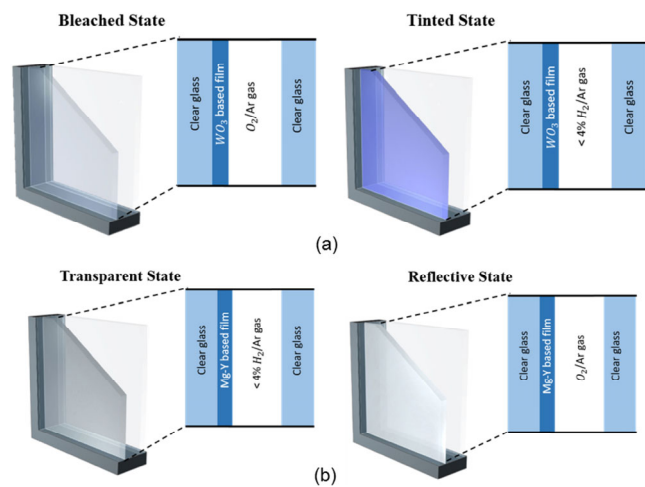 Bleached State
Clear glass
WO₃ based film
O₂/Ar gas
Clear glass
Tinted State
Clear glass
WO₃ based film
< 4% H₂/Ar gas
Clear glass
(a)
Transparent State
Clear glass
Mg-Y based film
< 4% H₂/Ar gas
Clear glass
Reflective State
Clear glass
Mg-Y based film
O₂/Ar gas
Clear glass
(b)